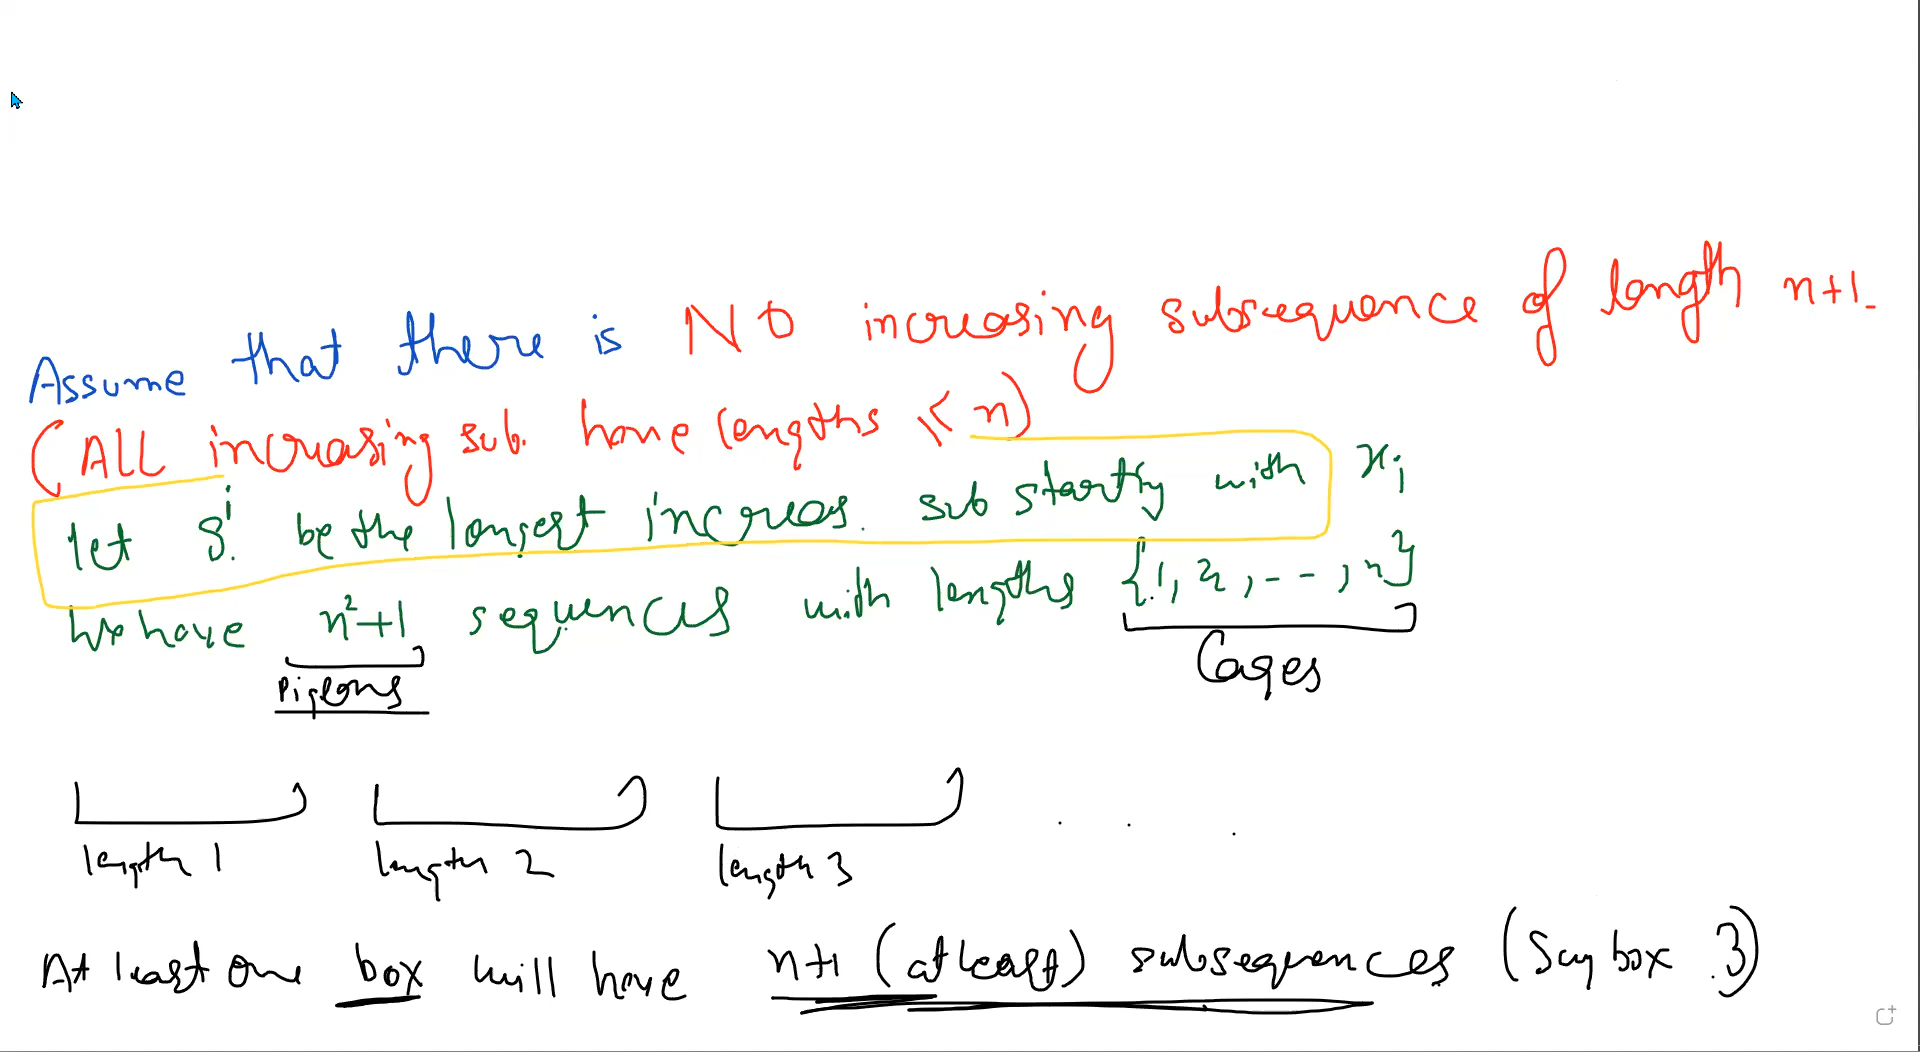 Assume that there is NO increasing subsequence of length n+1.
(ALL increasing sub. have lengths ≤ n)
let Sⁱ be the longest increas. sub starting with xᵢ
We have n²+1 sequences with lengths {1, 2, --, n}
Pigeons Cages
length 1 length 2 length 3 . . .
At least one box will have n+1 (at least) subsequences (Say box 3)